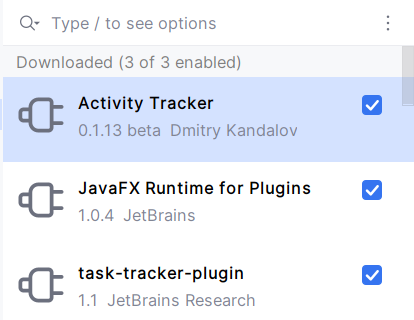 Type / to see options
Downloaded (3 of 3 enabled)
Activity Tracker
0.1.13 beta Dmitry Kandalov
JavaFX Runtime for Plugins
1.0.4 JetBrains
task-tracker-plugin
1.1 JetBrains Research